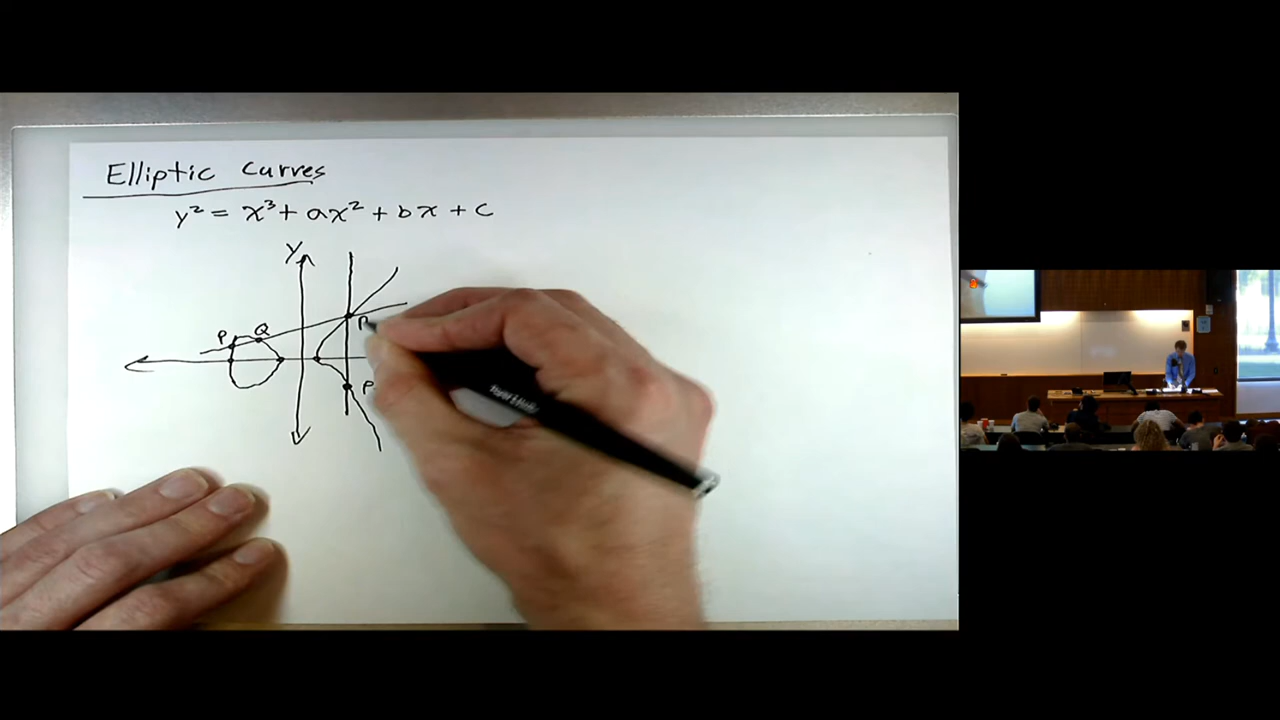 Elliptic Curves
y² = x³ + ax² + bx + c
y
P Q
R
P